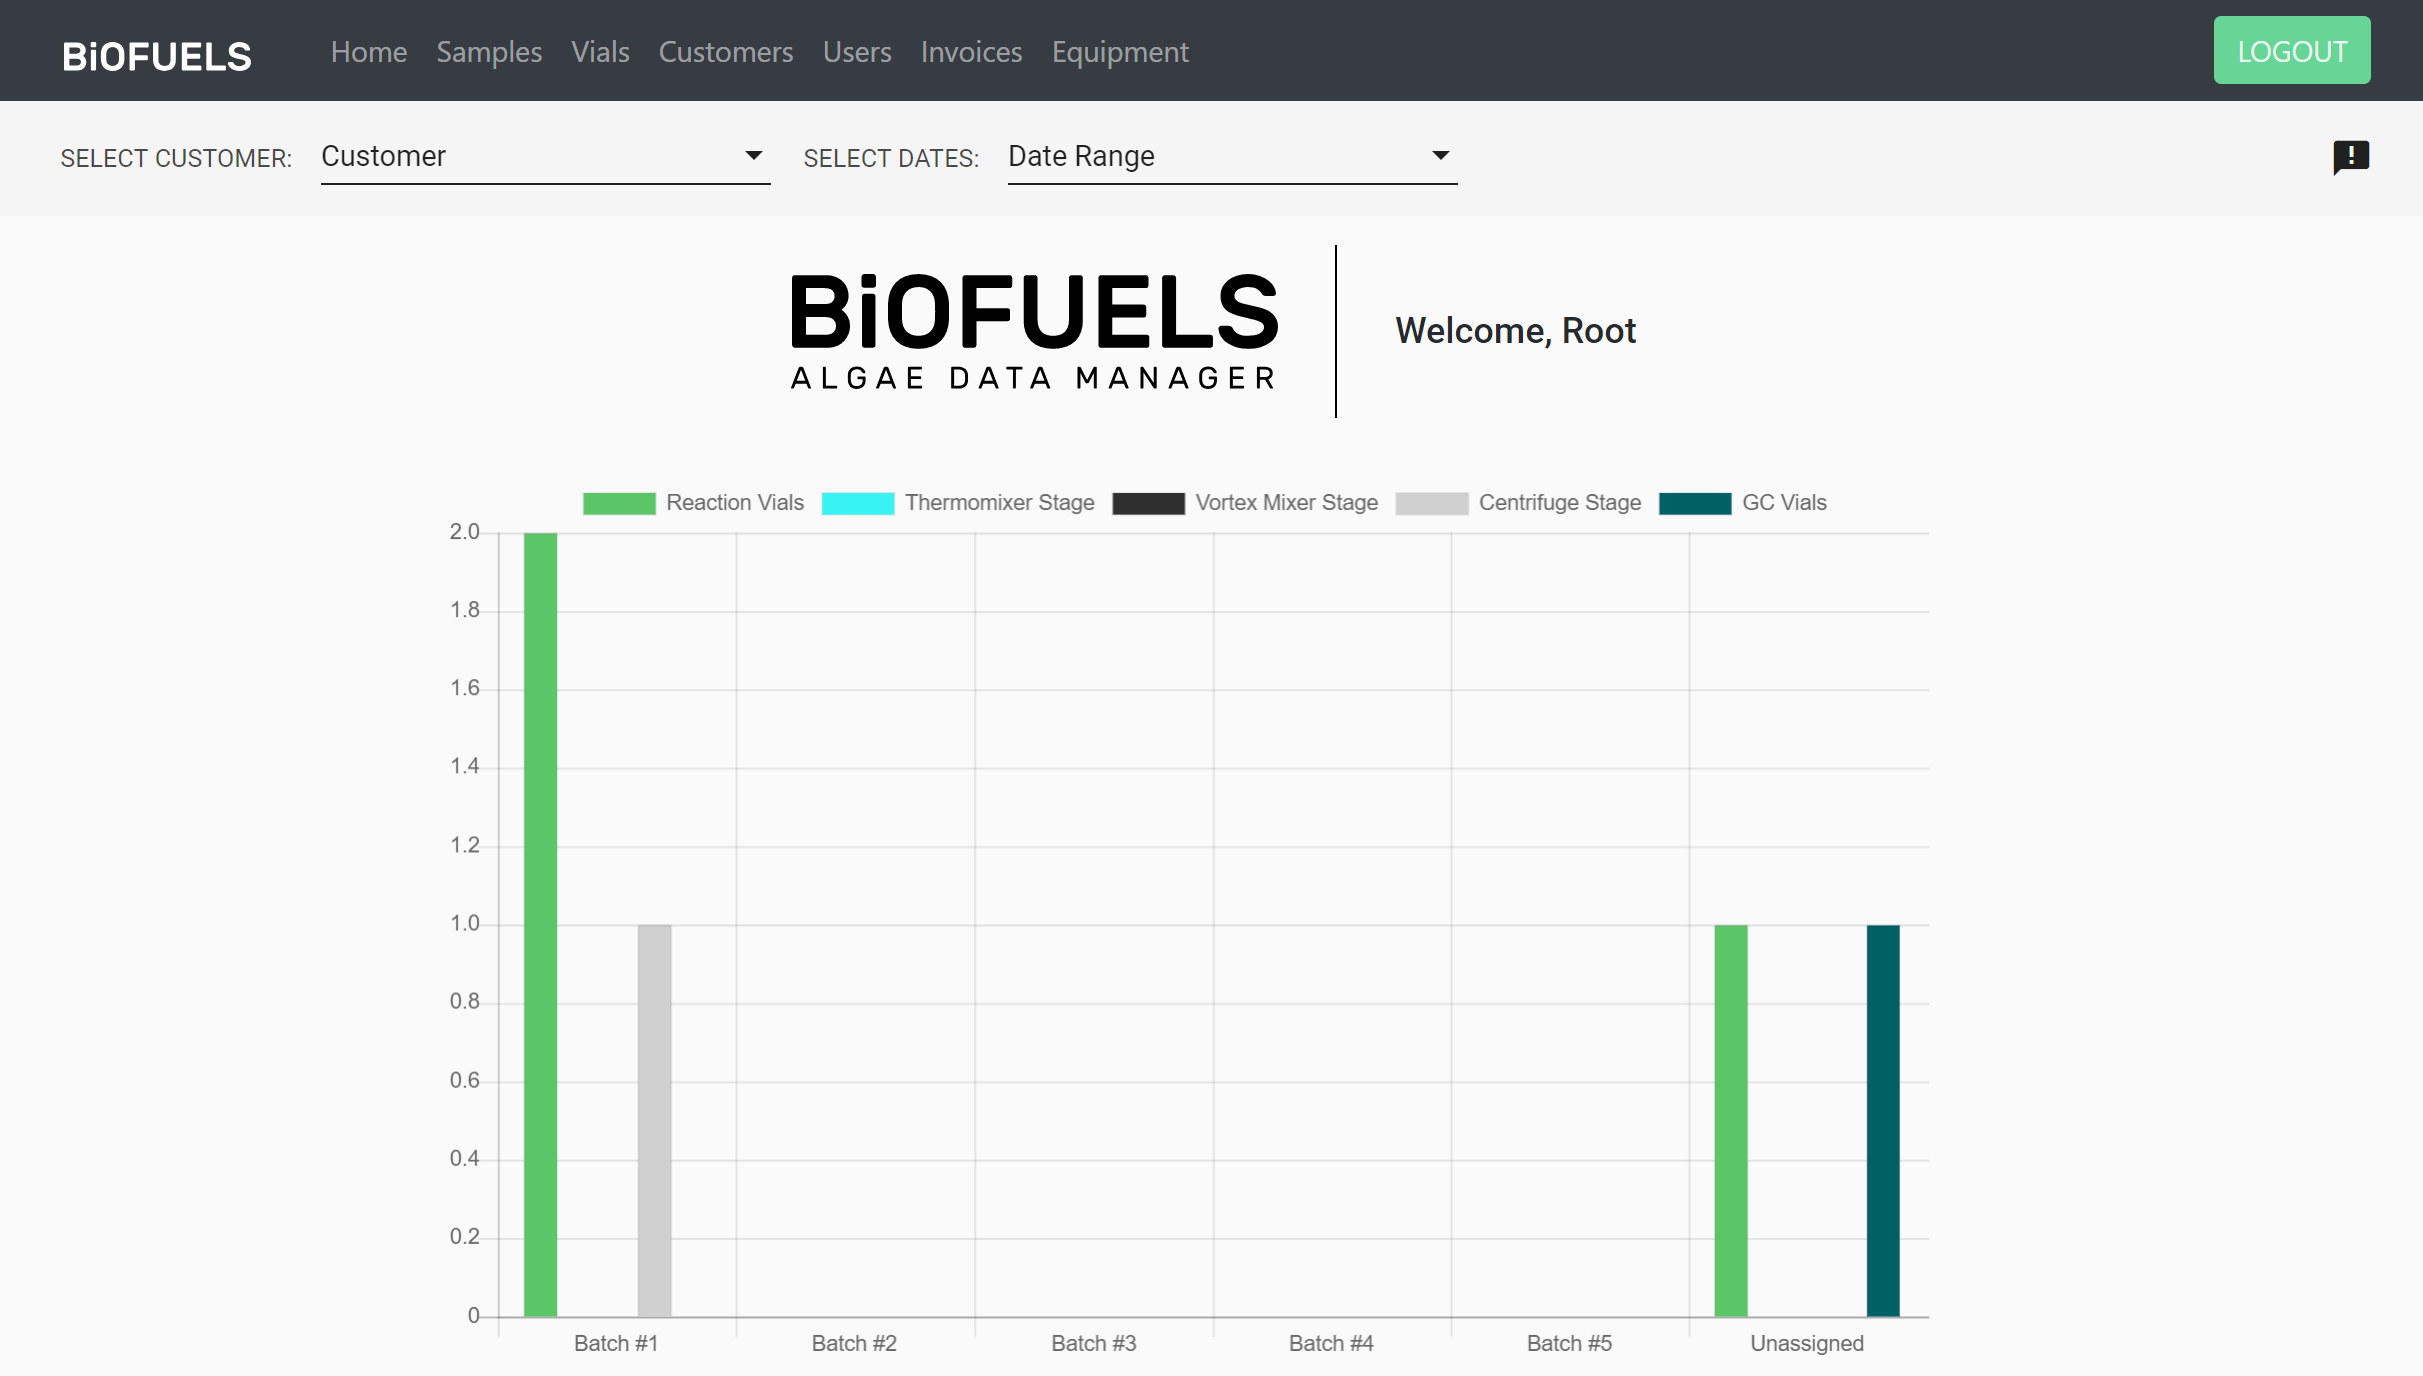 BiOFUELS Home Samples Vials Customers Users Invoices Equipment LOGOUT
SELECT CUSTOMER: Customer SELECT DATES: Date Range
BiOFUELS
ALGAE DATA MANAGER
Welcome, Root
Reaction Vials Thermomixer Stage Vortex Mixer Stage Centrifuge Stage GC Vials
2.0
1.8
1.6
1.4
1.2
1.0
0.8
0.6
0.4
0.2
0
Batch #1 Batch #2 Batch #3 Batch #4 Batch #5 Unassigned